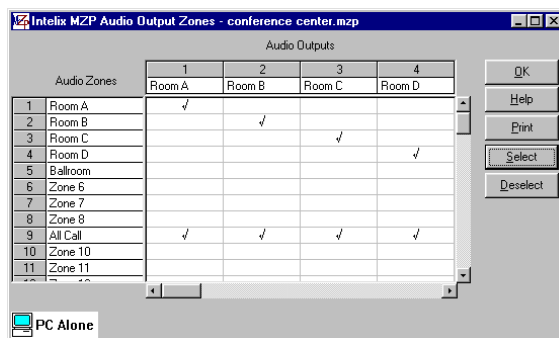 Intelix MZP Audio Output Zones - conference center.mzp
Audio Outputs
Audio Zones
1 2 3 4
Room A Room B Room C Room D
1 Room A √
2 Room B √
3 Room C √
4 Room D √
5 Ballroom
6 Zone 6
7 Zone 7
8 Zone 8
9 All Call √ √ √ √
10 Zone 10
11 Zone 11
OK
Help
Print
Select
Deselect
PC Alone